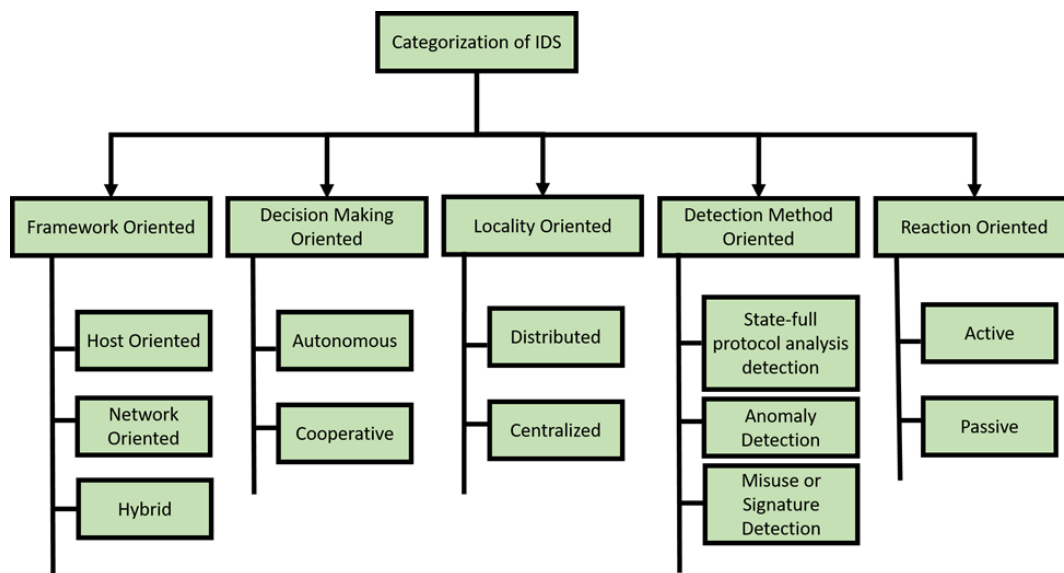 Categorization of IDS
Framework Oriented
Decision Making
Oriented
Locality Oriented
Detection Method
Oriented
Reaction Oriented
Host Oriented
Network
Oriented
Hybrid
Autonomous
Cooperative
Distributed
Centralized
State-full
protocol analysis
detection
Anomaly
Detection
Misuse or
Signature
Detection
Active
Passive